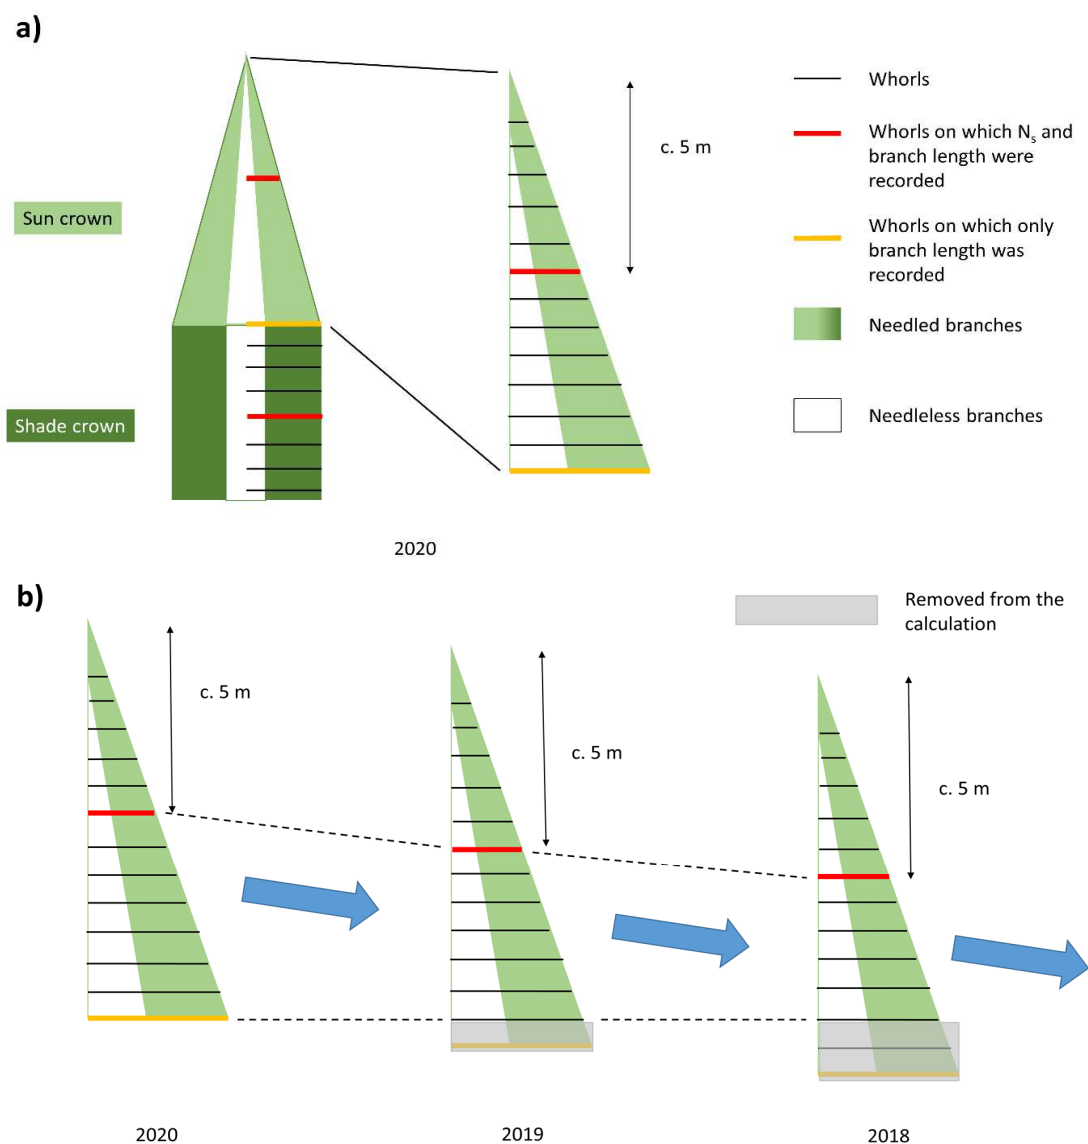 a)
Whorls
c. 5 m
Whorls on which Ns and
branch length were
recorded
Sun crown
Whorls on which only
branch length was
recorded
Needled branches
Shade crown
Needleless branches
2020
b)
Removed from the
calculation
c. 5 m
c. 5 m
c. 5 m
2020
2019
2018